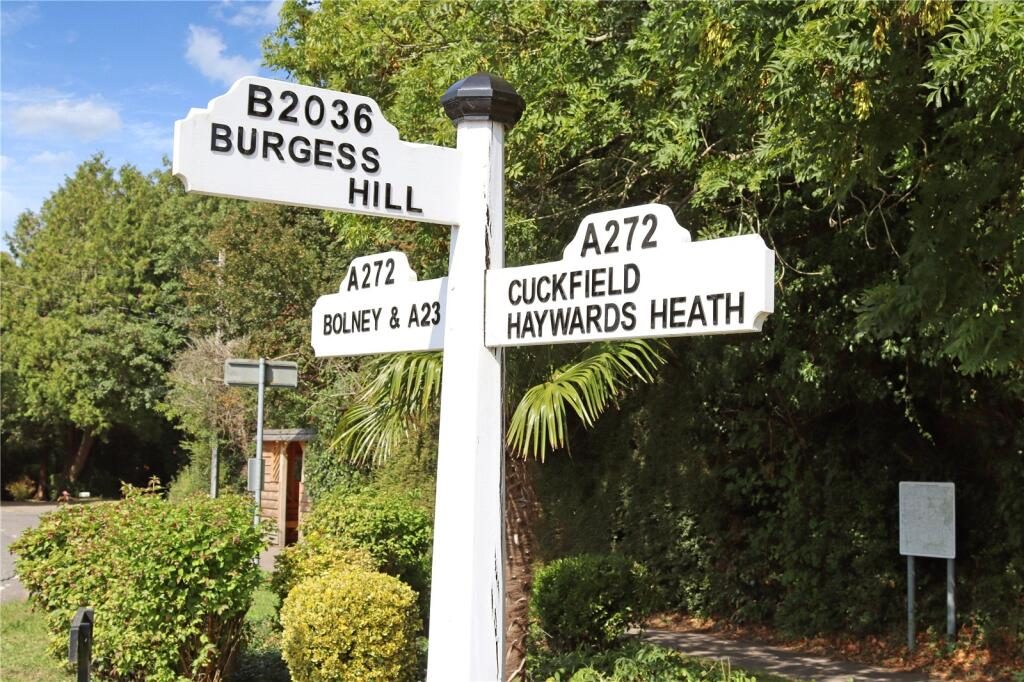 B2036
BURGESS
HILL
A272
BOLNEY & A23
A272
CUCKFIELD
HAYWARDS HEATH